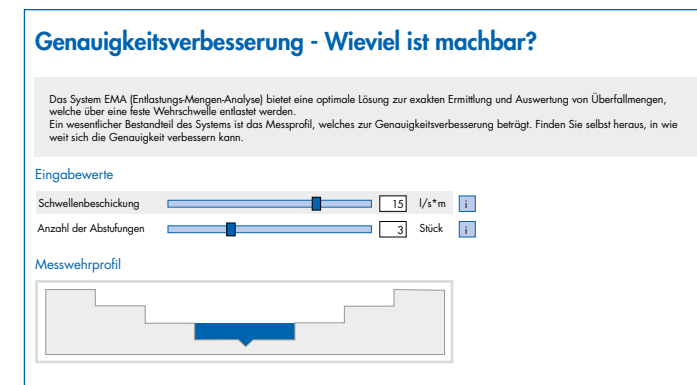 Genauigkeitsverbesserung - Wieviel ist machbar?
Das System EMA (Entlastungs-Mengen-Analyse) bietet eine optimale Lösung zur exakten Ermittlung und Auswertung von Überfallmengen,
welche über eine feste Wehrschwelle entlastet werden.
Ein wesentlicher Bestandteil des Systems ist das Messprofil, welches zur Genauigkeitsverbesserung beträgt. Finden Sie selbst heraus, in wie
weit sich die Genauigkeit verbessern kann.
Eingabewerte
Schwellenbeschickung 15 l/s*m i
Anzahl der Abstufungen 3 Stück i
Messwehrprofil